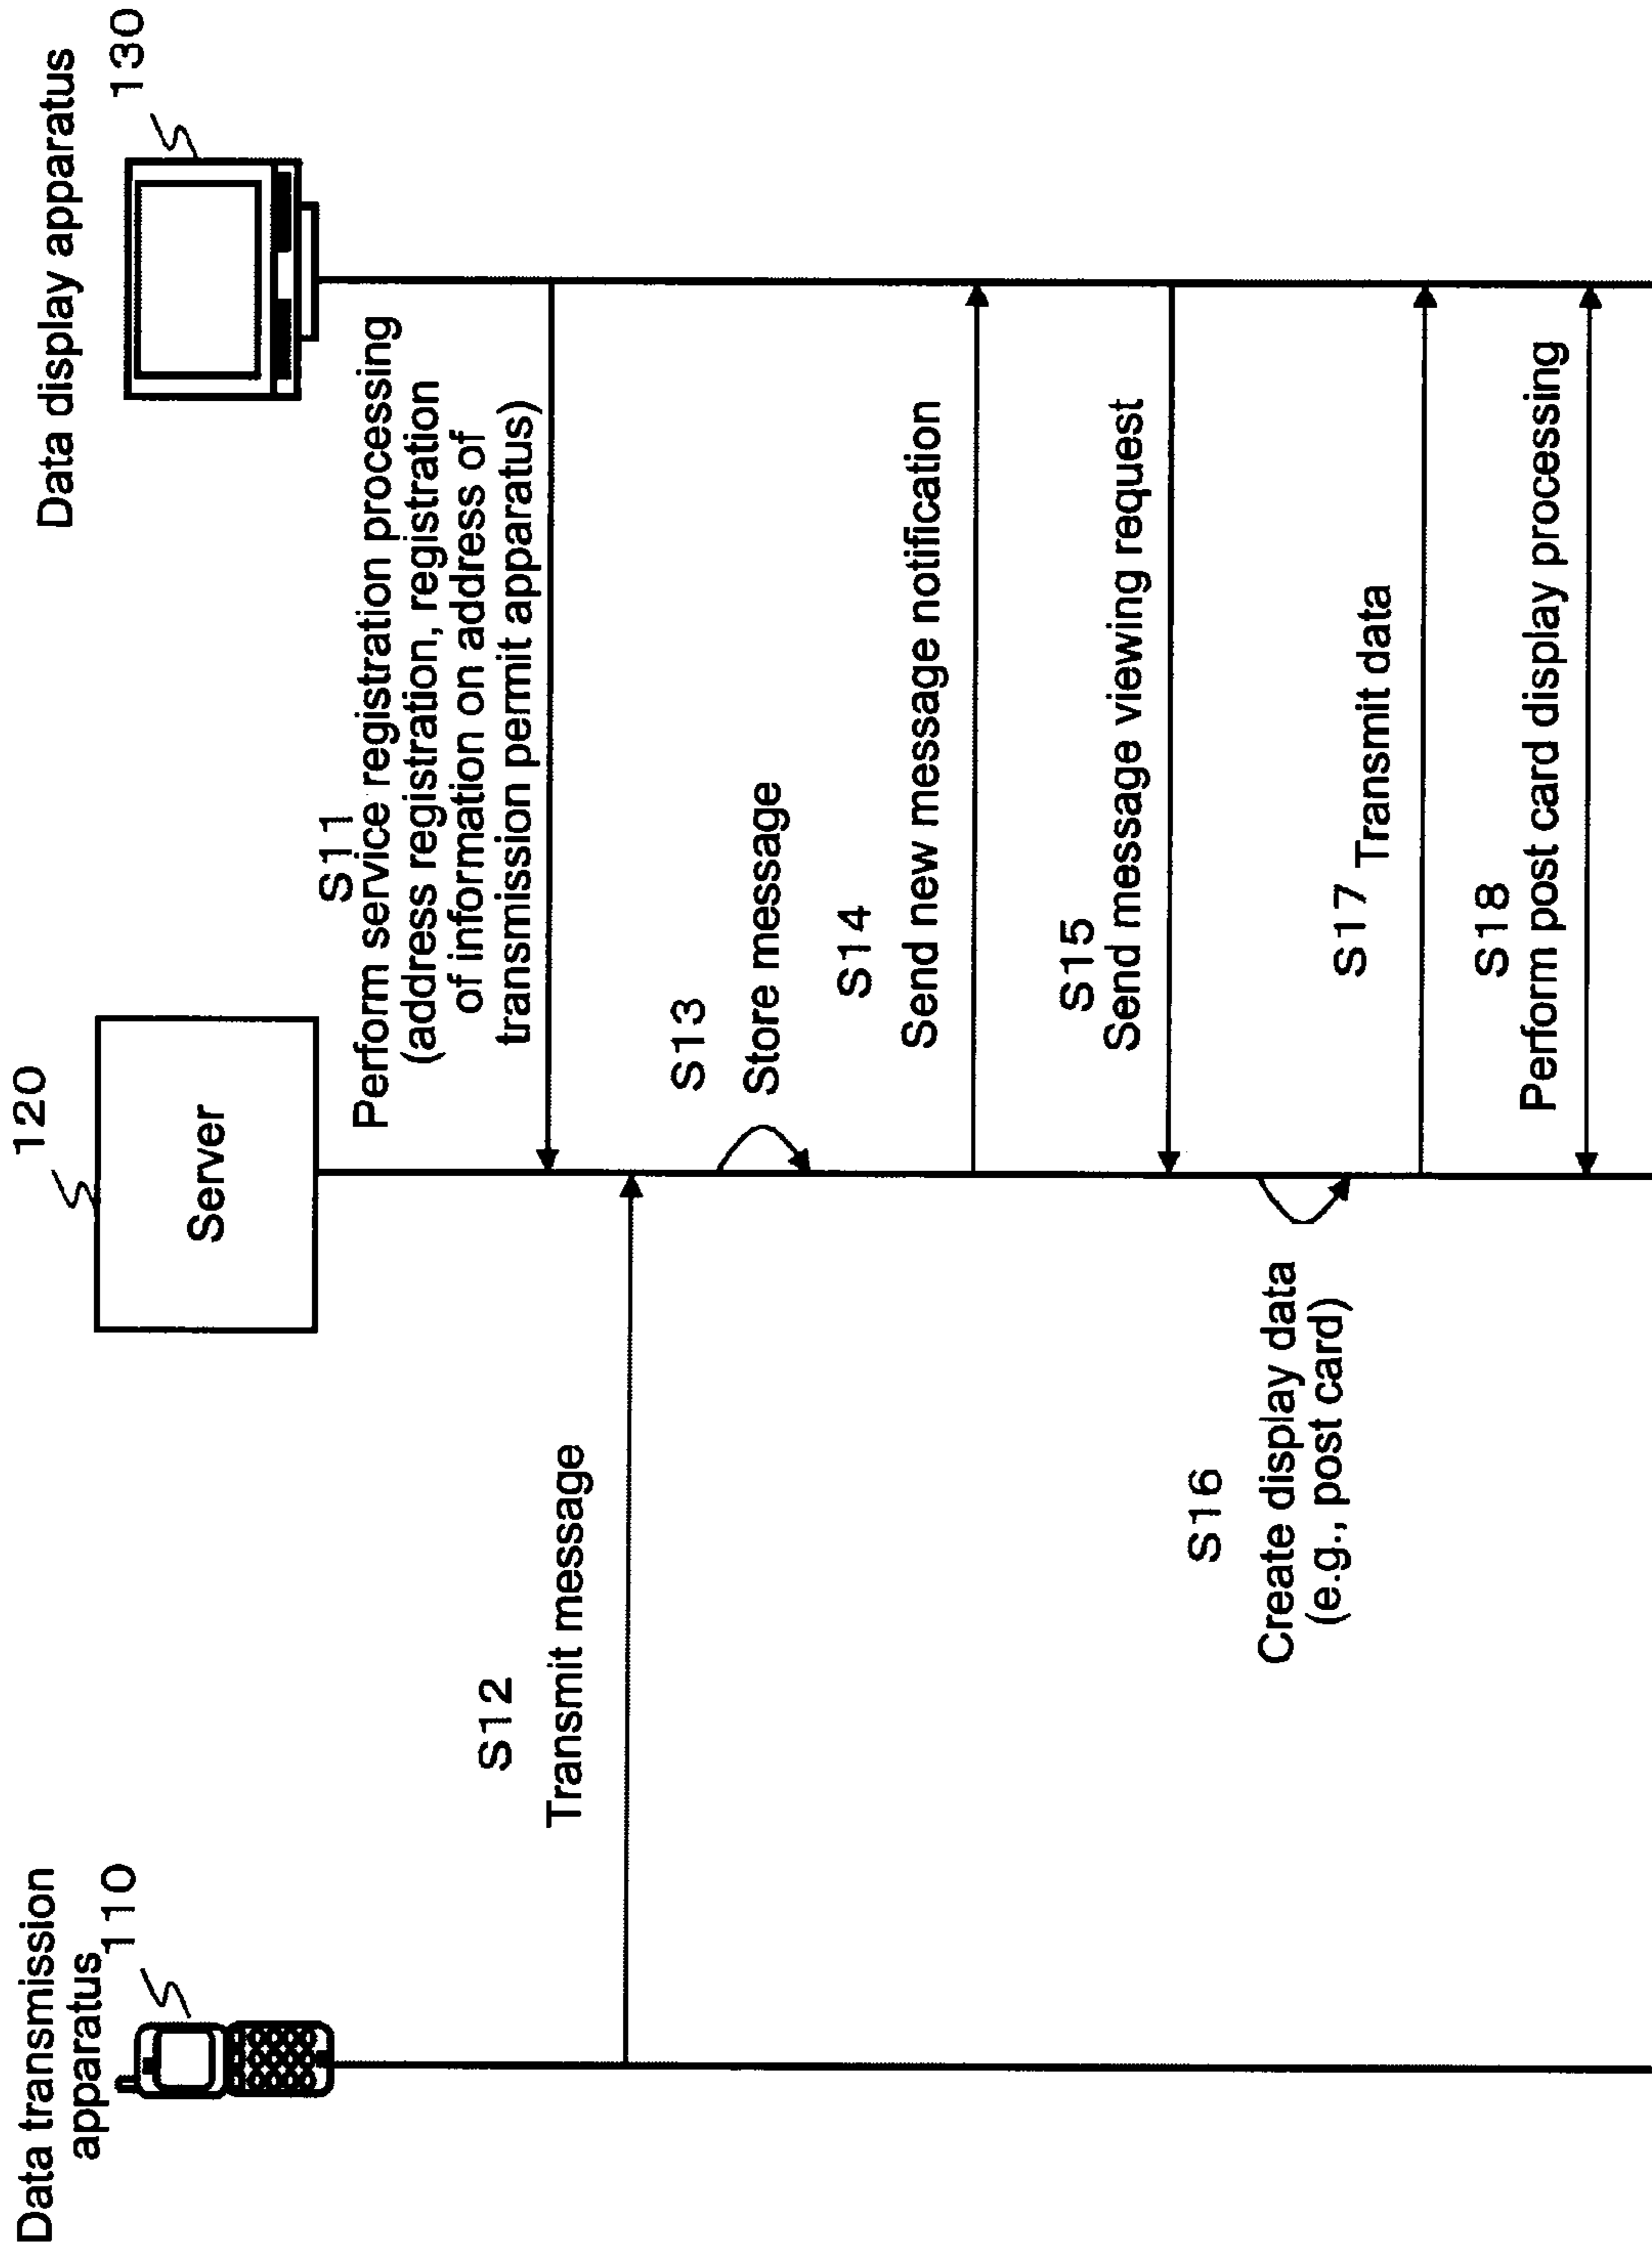 Data transmission
apparatus
110
120
Server
Data display apparatus
130
S11
Perform service registration processing
(address registration, registration
of information on address of
transmission permit apparatus)
S12
Transmit message
S13
Store message
S14
Send new message notification
S15
Send message viewing request
S16
Create display data
(e.g., post card)
S17
Transmit data
S18
Perform post card display processing